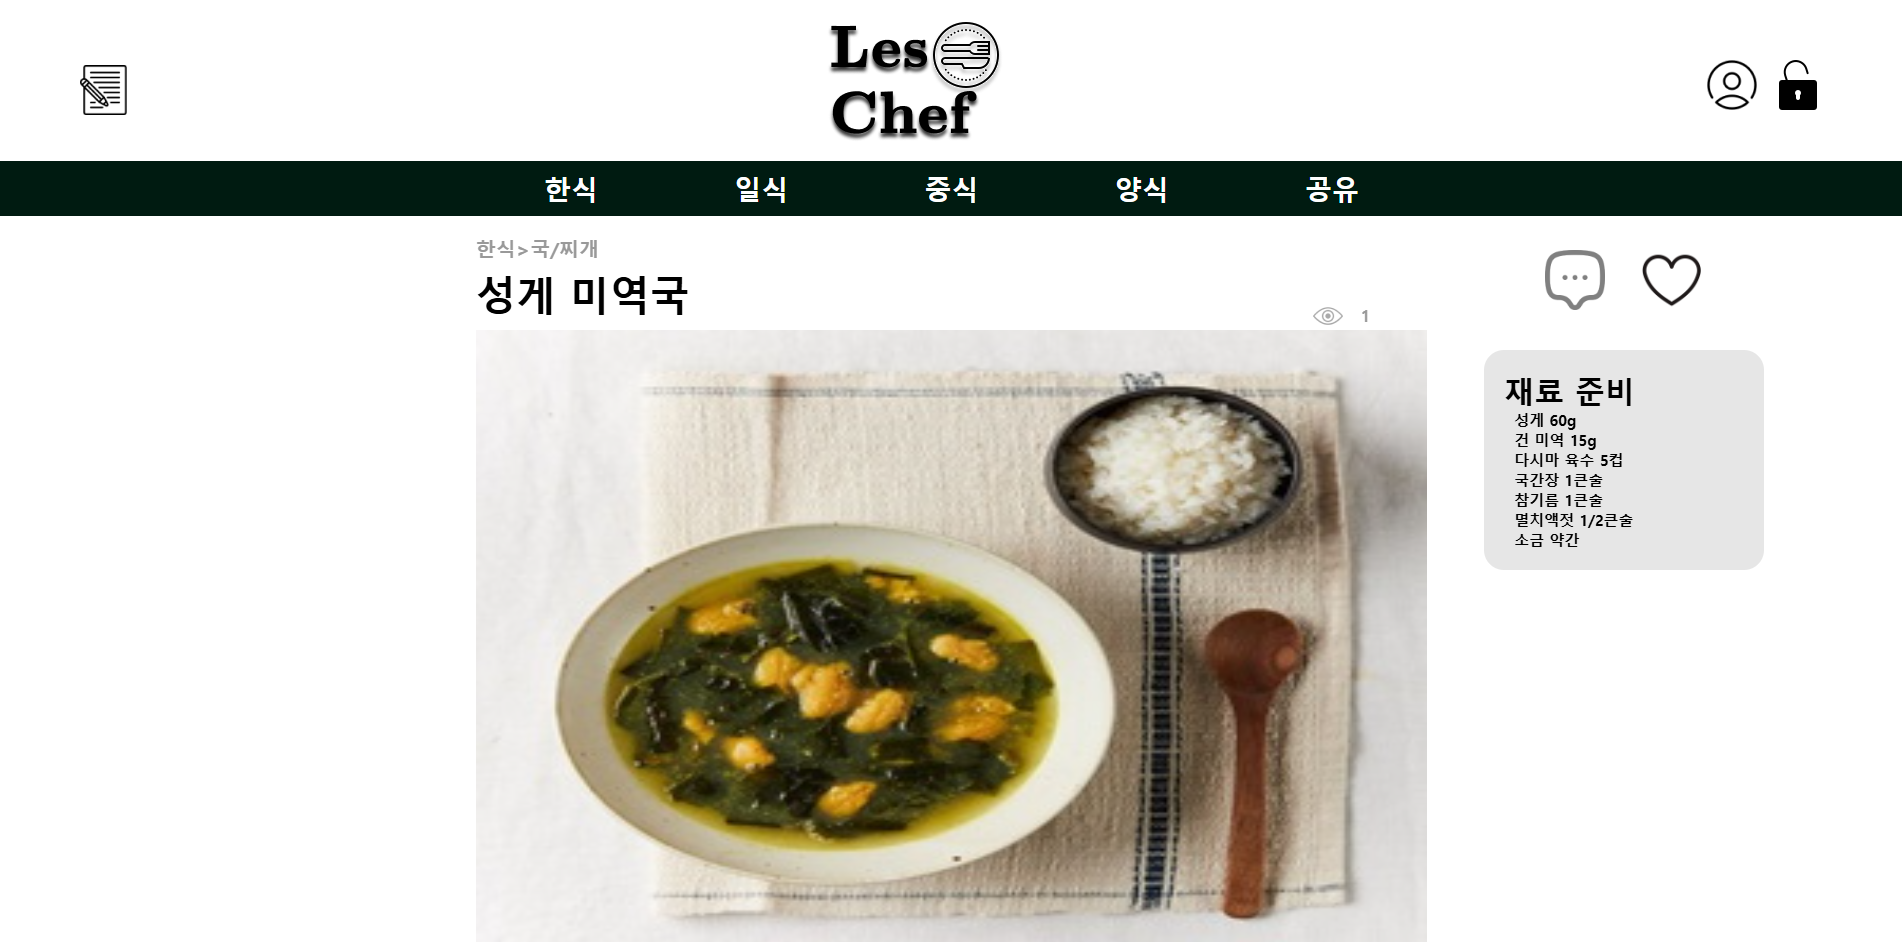 Les
Chef
한식 일식 중식 양식 공유
한식>국/찌개
성게 미역국
1
재료 준비
성게 60g
건 미역 15g
다시마 육수 5컵
국간장 1큰술
참기름 1큰술
멸치액젓 1/2큰술
소금 약간